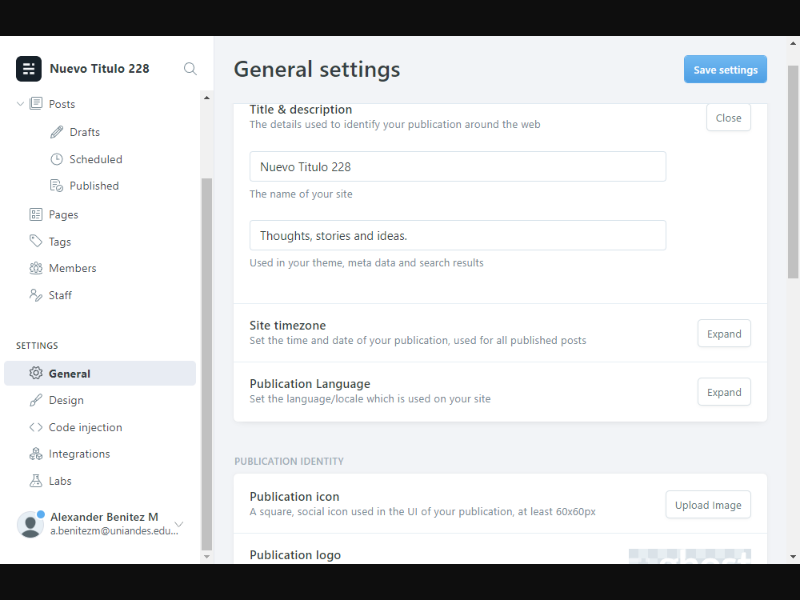 Nuevo Titulo 228
Posts
Drafts
Scheduled
Published
Pages
Tags
Members
Staff
SETTINGS
General
Design
Code injection
Integrations
Labs
Alexander Benitez M
a.benitezm@uniandes.edu...
General settings
Save settings
Title & description
The details used to identify your publication around the web
Close
Nuevo Titulo 228
The name of your site
Thoughts, stories and ideas.
Used in your theme, meta data and search results
Site timezone
Set the time and date of your publication, used for all published posts
Expand
Publication Language
Set the language/locale which is used on your site
Expand
PUBLICATION IDENTITY
Publication icon
A square, social icon used in the UI of your publication, at least 60x60px
Upload Image
Publication logo
ghost